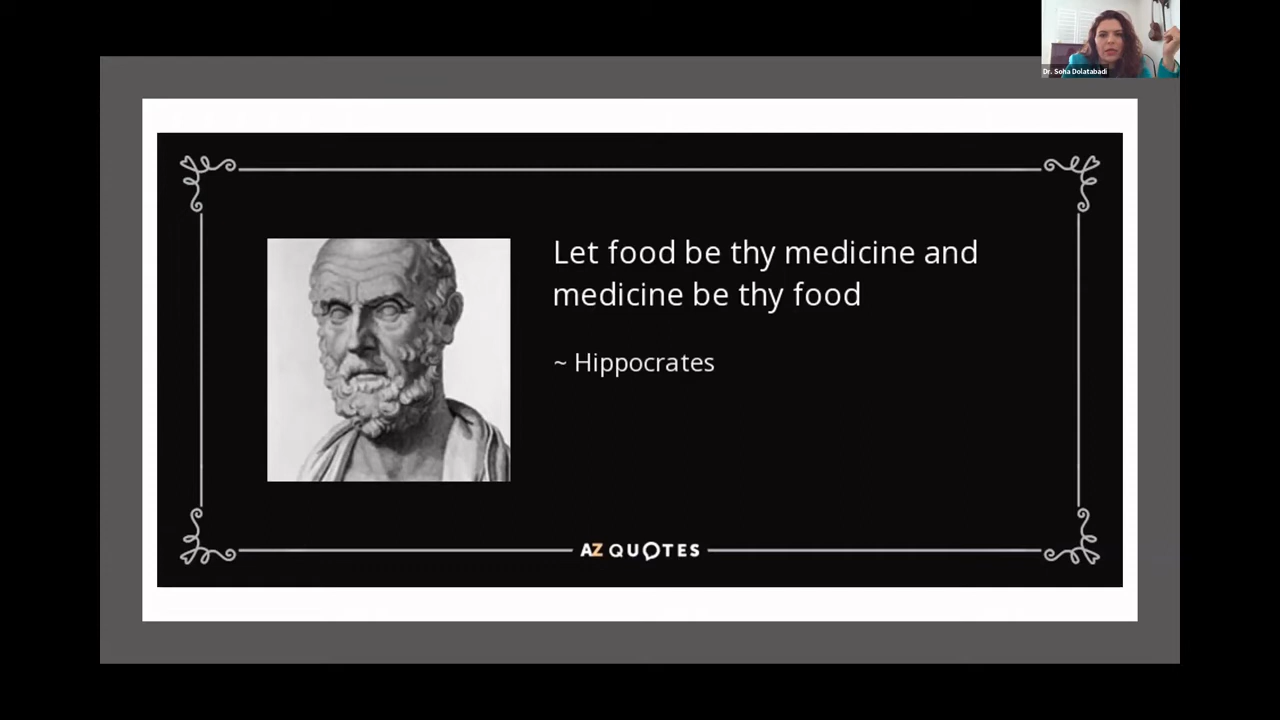 Dr. Soha Dolatabadi
Let food be thy medicine and
medicine be thy food
~ Hippocrates
AZ QUOTES